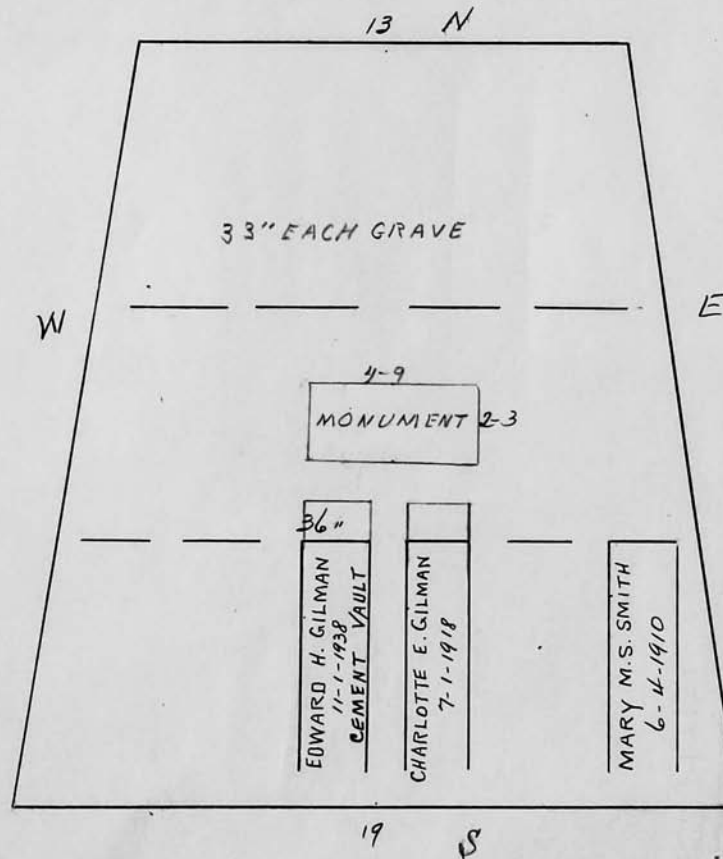 13 N
33" EACH GRAVE
W
E
4-9
MONUMENT 2-3
36"
EDWARD H. GILMAN
11-1-1938
CEMENT VAULT
CHARLOTTE E. GILMAN
7-1-1918
MARY M.S. SMITH
6-4-1910
19 S